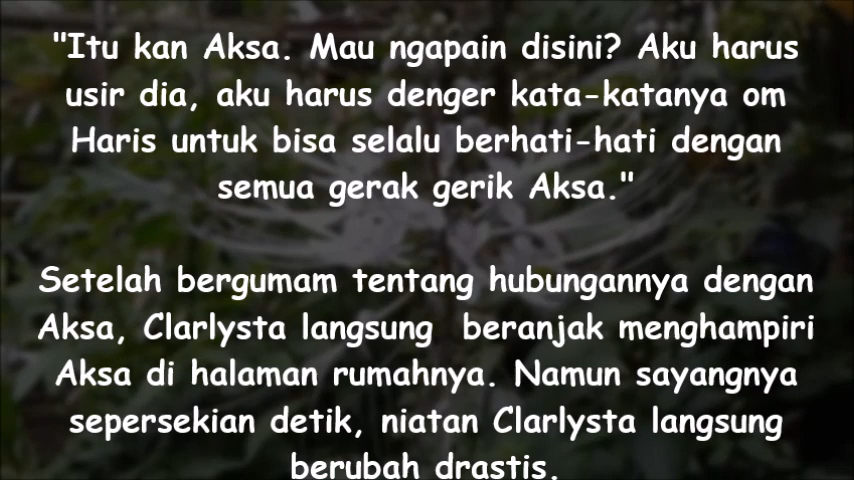 "Itu kan Aksa. Mau ngapain disini? Aku harus
usir dia, aku harus denger kata-katanya om
Haris untuk bisa selalu berhati-hati dengan
semua gerak gerik Aksa."
Setelah bergumam tentang hubungannya dengan
Aksa, Clarlysta langsung  beranjak menghampiri
Aksa di halaman rumahnya. Namun sayangnya
sepersekian detik, niatan Clarlysta langsung
berubah drastis.